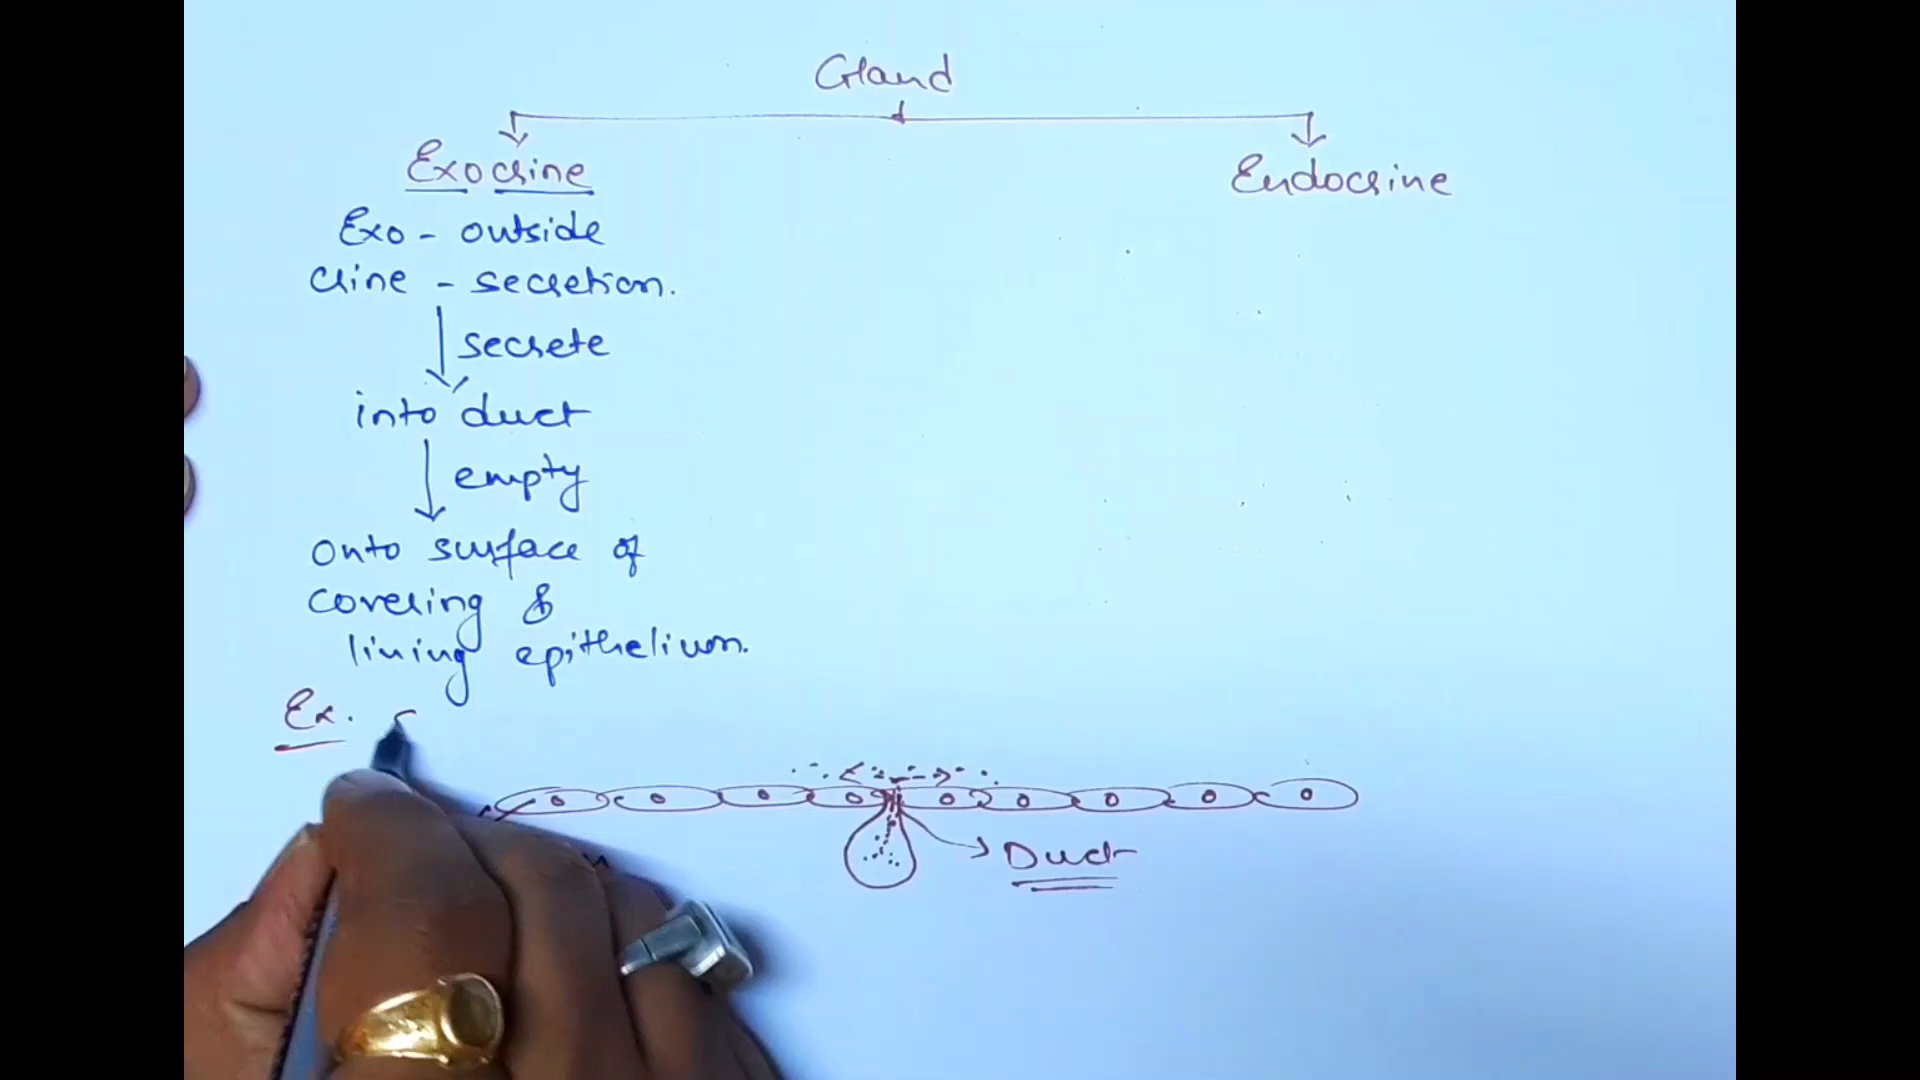 Gland
Exocrine
Endocrine
Exo - outside
crine - secretion.
secrete
into duct
empty
onto surface of
covering &
lining epithelium.
Ex.
Duct